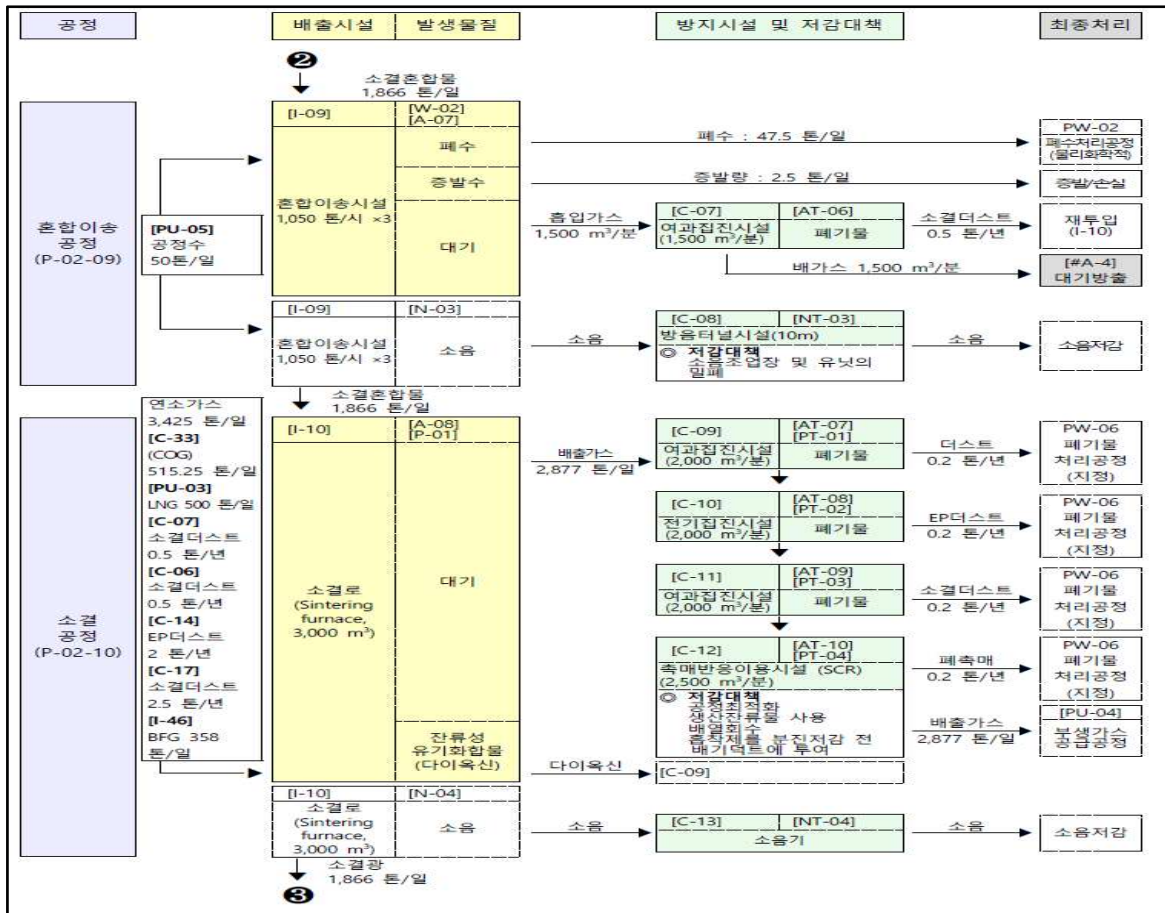 공정
배출시설
발생물질
방지시설 및 저감대책
최종처리
❷
소결혼합물
1,866 톤/일
혼합이송
공정
(P-02-09)
[PU-05]
공정수
50톤/일
[I-09]
[W-02]
[A-07]
혼합이송시설
1,050 톤/시 ×3
폐수
폐수 : 47.5 톤/일
PW-02
폐수처리공정
(물리화학적)
증발수
증발량 : 2.5 톤/일
증발/손실
대기
흡입가스
1,500 m³/분
[C-07]
[AT-06]
여과집진시설
(1,500 m³/분)
폐기물
소결더스트
0.5 톤/년
재투입
(I-10)
배가스 1,500 m³/분
[#A-4]
대기방출
[I-09]
[N-03]
혼합이송시설
1,050 톤/시 ×3
소음
소음
[C-08]
[NT-03]
방음터널시설(10m)
◎ 저감대책
소음조업장 및 유닛의
밀폐
소음
소음저감
소결혼합물
1,866 톤/일
소결
공정
(P-02-10)
연소가스
3,425 톤/일
[C-33]
(COG)
515.25 톤/일
[PU-03]
LNG 500 톤/일
[C-07]
소결더스트
0.5 톤/년
[C-06]
소결더스트
0.5 톤/년
[C-14]
EP더스트
2 톤/년
[C-17]
소결더스트
2.5 톤/년
[I-46]
BFG 358
톤/일
[I-10]
[A-08]
[P-01]
소결로
(Sintering
furnace,
3,000 m³)
대기
배출가스
2,877 톤/일
[C-09]
[AT-07]
[PT-01]
여과집진시설
(2,000 m³/분)
폐기물
더스트
0.2 톤/년
PW-06
폐기물
처리공정
(지정)
[C-10]
[AT-08]
[PT-02]
전기집진시설
(2,000 m³/분)
폐기물
EP더스트
0.2 톤/년
PW-06
폐기물
처리공정
(지정)
[C-11]
[AT-09]
[PT-03]
여과집진시설
(2,000 m³/분)
폐기물
소결더스트
0.2 톤/년
PW-06
폐기물
처리공정
(지정)
[C-12]
[AT-10]
[PT-04]
촉매반응이용시설 (SCR)
(2,500 m³/분)
◎ 저감대책
공정최적화
생산잔류물 사용
배열회수
흡착제를 분진저감 전
배기덕트에 투여
폐촉매
0.2 톤/년
PW-06
폐기물
처리공정
(지정)
배출가스
2,877 톤/일
[PU-04]
부생가스
공급공정
잔류성
유기화합물
(다이옥신)
다이옥신
[C-09]
[I-10]
[N-04]
소결로
(Sintering
furnace,
3,000 m³)
소음
소음
[C-13]
[NT-04]
소음기
소음
소음저감
소결광
1,866 톤/일
❸